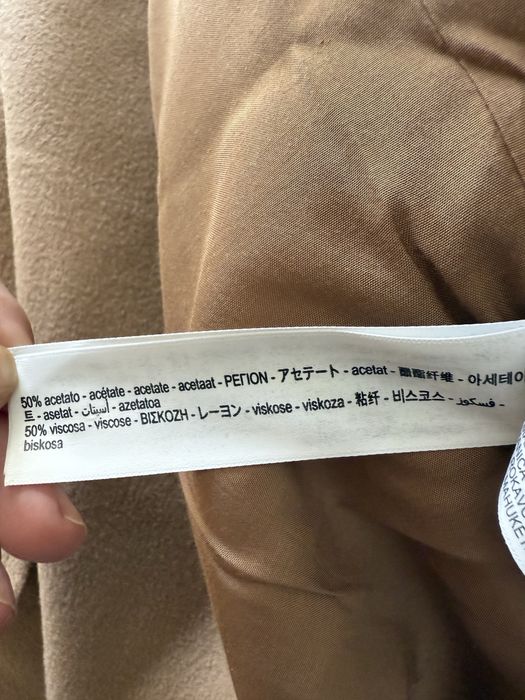 50% acetato - acétate - acetate - acetaat - ΡΕΓΙΟΝ - アセテート - acetat - 醋酯纤维 - 아세테이
트 - asetat - أسيتات - azetatoa
50% viscosa - viscose - ΒΙΣΚΟΖΗ - レーヨン - viskose - viskoza - 粘纤 - 비스코스 - فسكوز -
biskosa